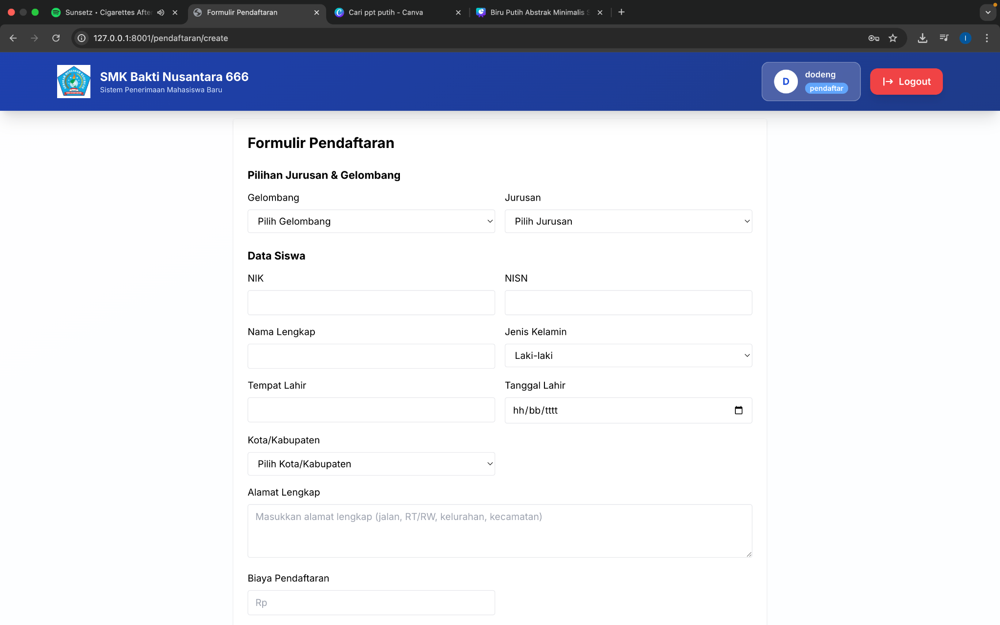 Sunsetz • Cigarettes After
Formulir Pendaftaran
Cari ppt putih - Canva
Biru Putih Abstrak Minimalis S
127.0.0.1:8001/pendaftaran/create
I
SMK Bakti Nusantara 666
Sistem Penerimaan Mahasiswa Baru
D
dodeng
pendaftar
Logout
Formulir Pendaftaran
Pilihan Jurusan & Gelombang
Gelombang
Jurusan
Pilih Gelombang
Pilih Jurusan
Data Siswa
NIK
NISN
Nama Lengkap
Jenis Kelamin
Laki-laki
Tempat Lahir
Tanggal Lahir
hh/bb/tttt
Kota/Kabupaten
Pilih Kota/Kabupaten
Alamat Lengkap
Masukkan alamat lengkap (jalan, RT/RW, kelurahan, kecamatan)
Biaya Pendaftaran
Rp